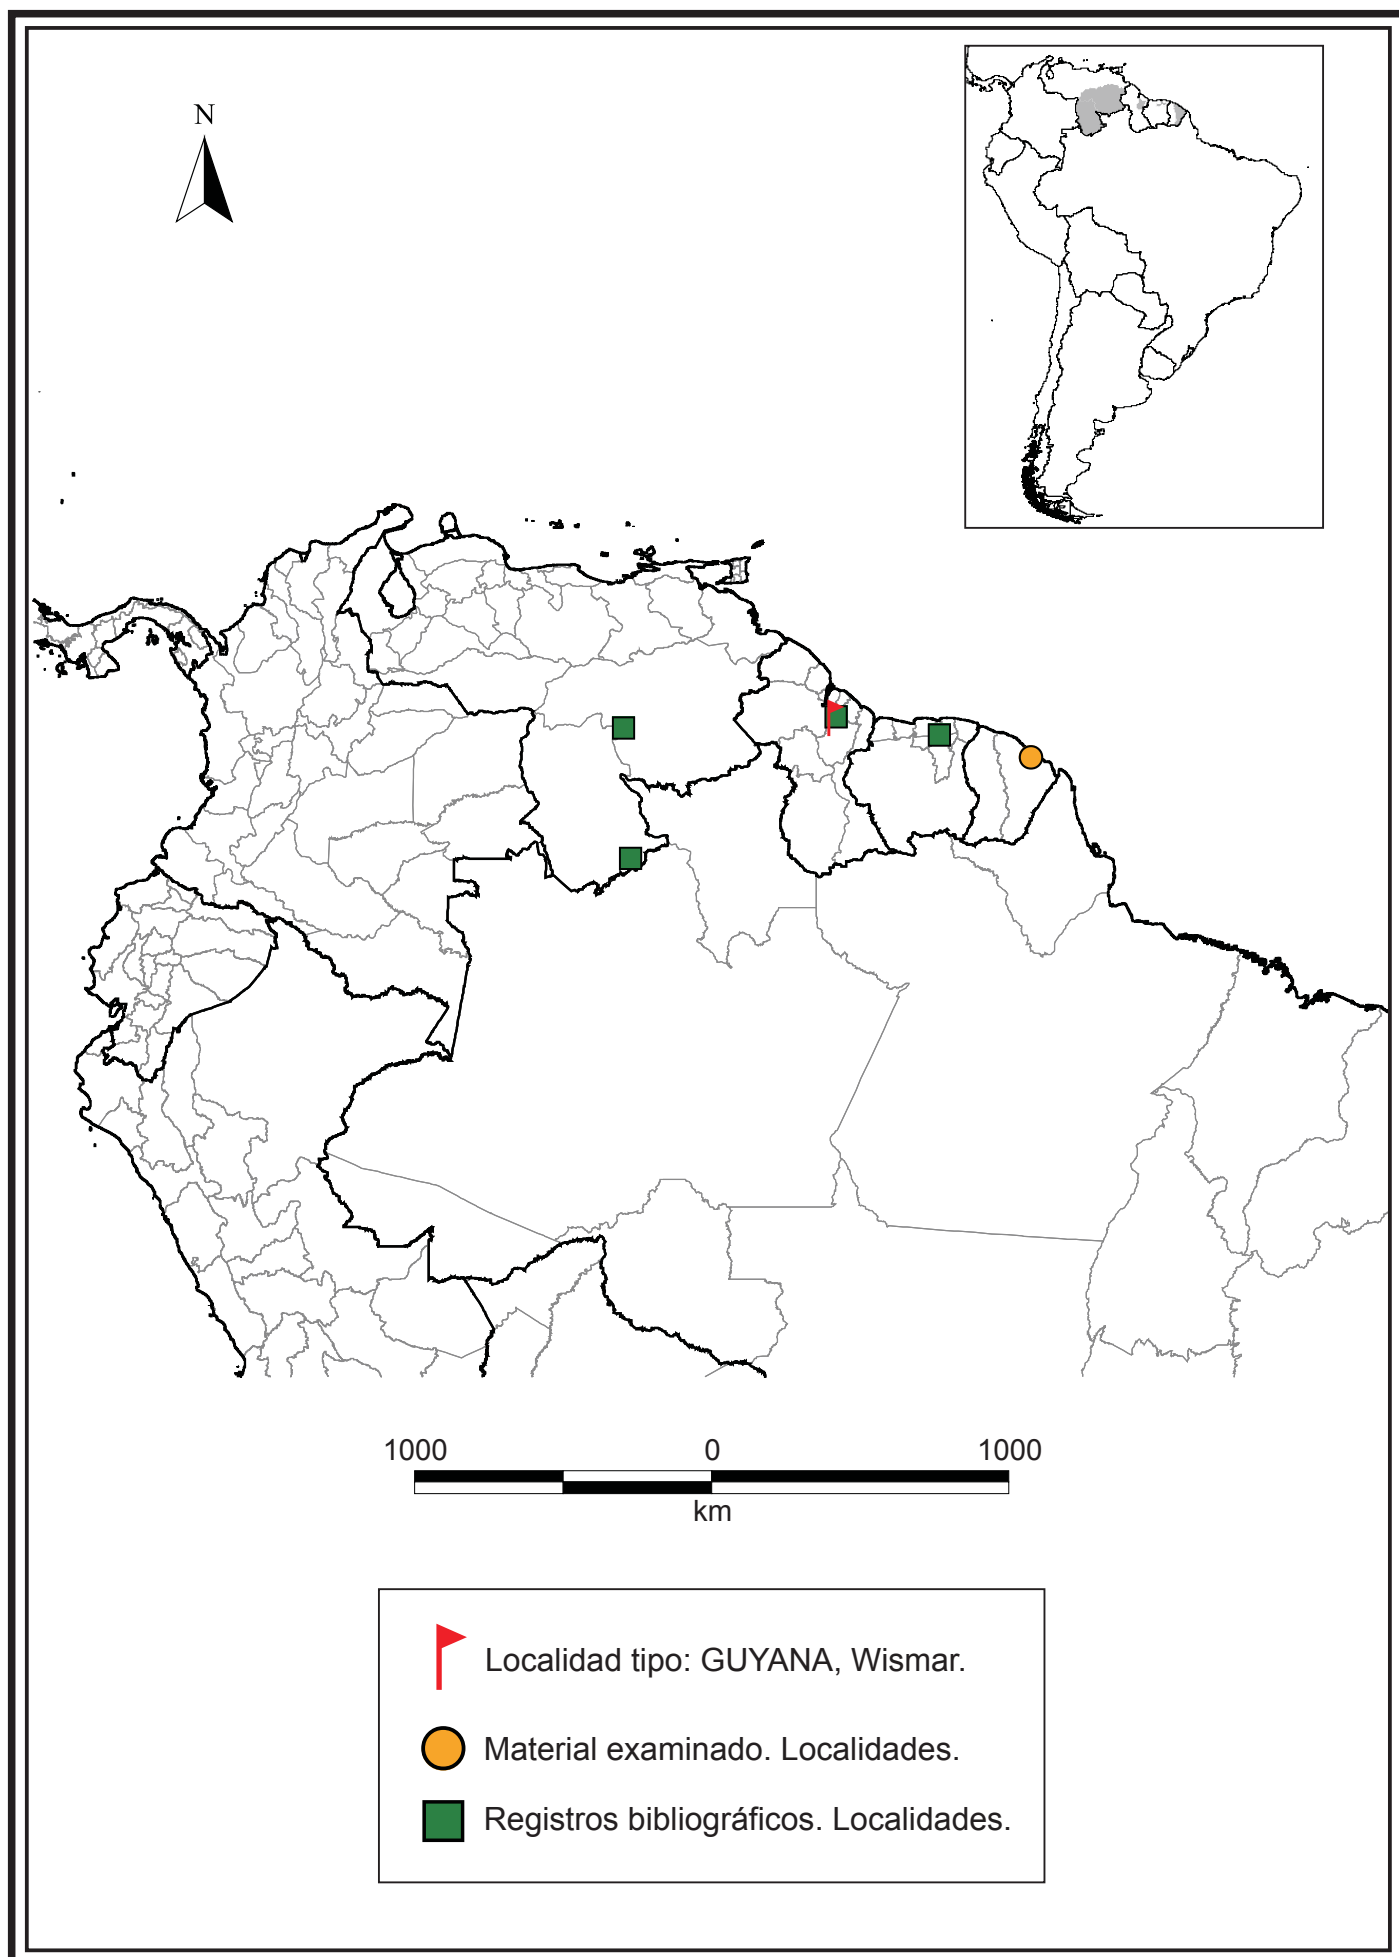 N
1000 0 1000
km
Localidad tipo: GUYANA, Wismar.
Material examinado. Localidades.
Registros bibliográficos. Localidades.